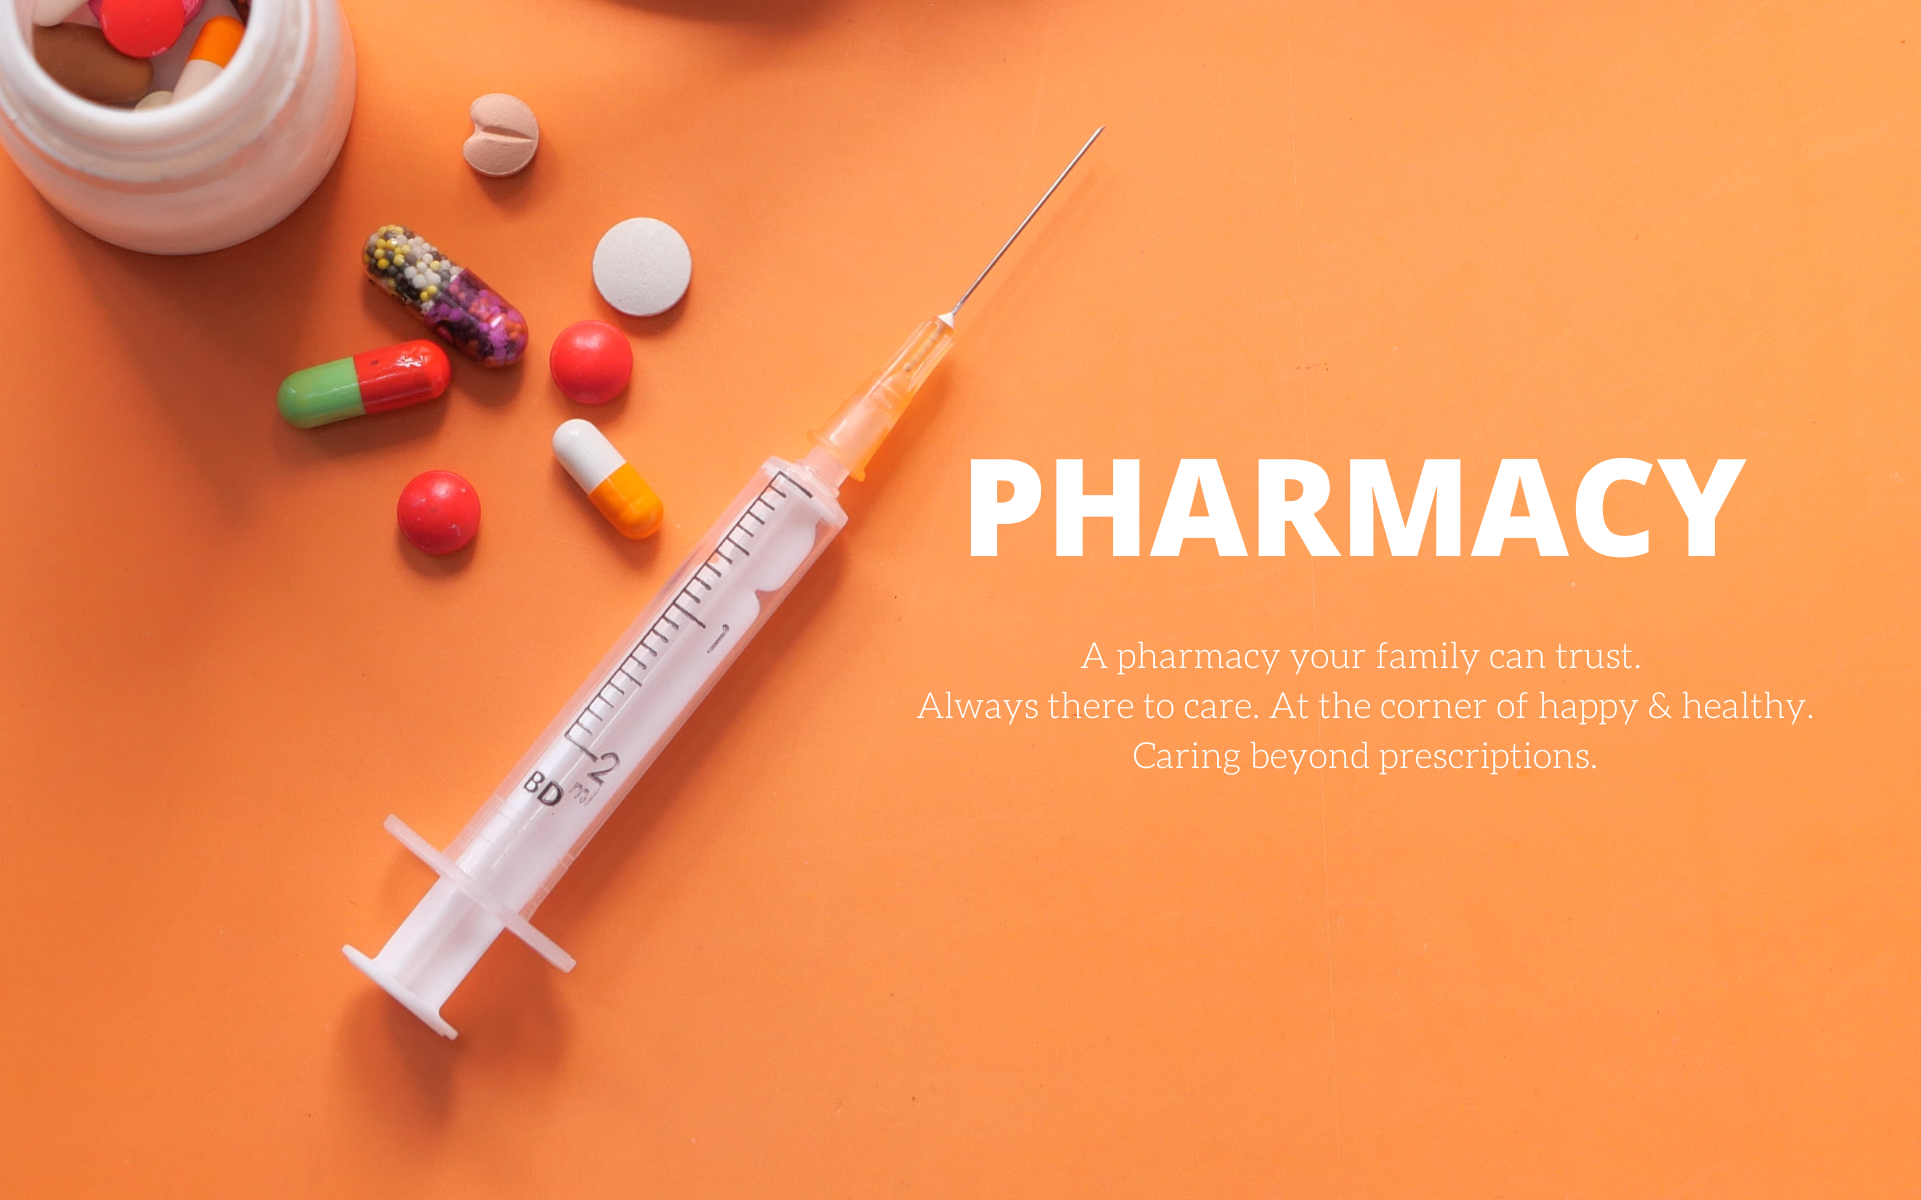 PHARMACY
A pharmacy your family can trust.
Always there to care. At the corner of happy & healthy.
Caring beyond prescriptions.
1
2
ml
BD